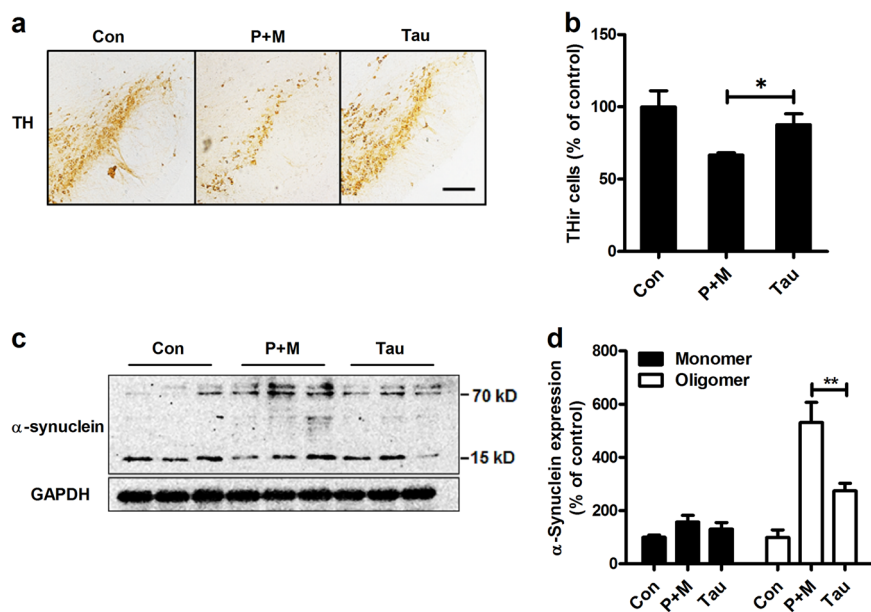 a
Con P+M Tau
TH
b
THir cells (% of control)
150
100
50
0
*
Con P+M Tau
c
Con P+M Tau
α-synuclein
70 kD
15 kD
GAPDH
d
α-Synuclein expression
(% of control)
800
600
400
200
0
Monomer
Oligomer
**
Con P+M Tau Con P+M Tau